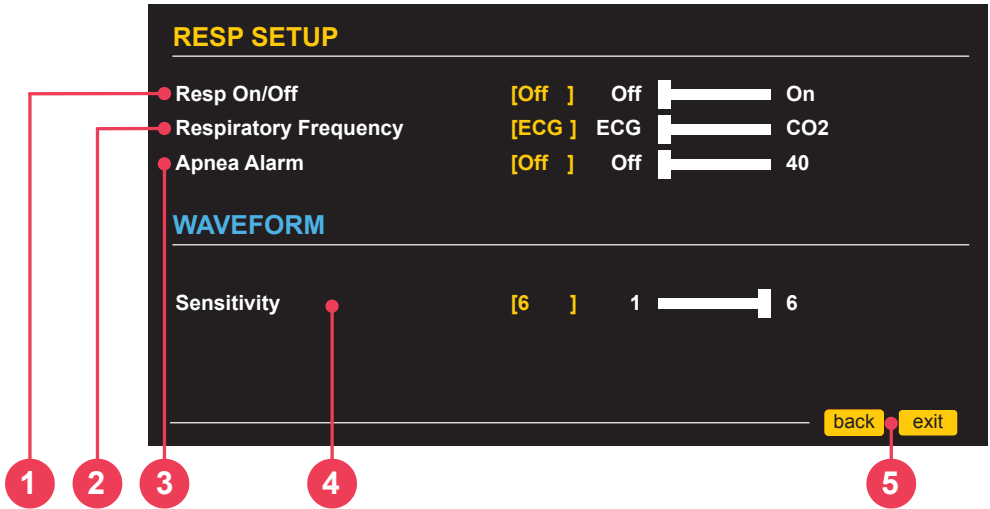 RESP SETUP
Resp On/Off [Off ] Off On
Respiratory Frequency [ECG ] ECG CO2
Apnea Alarm [Off ] Off 40
WAVEFORM
Sensitivity [6 ] 1 6
back exit
1 2 3 4 5